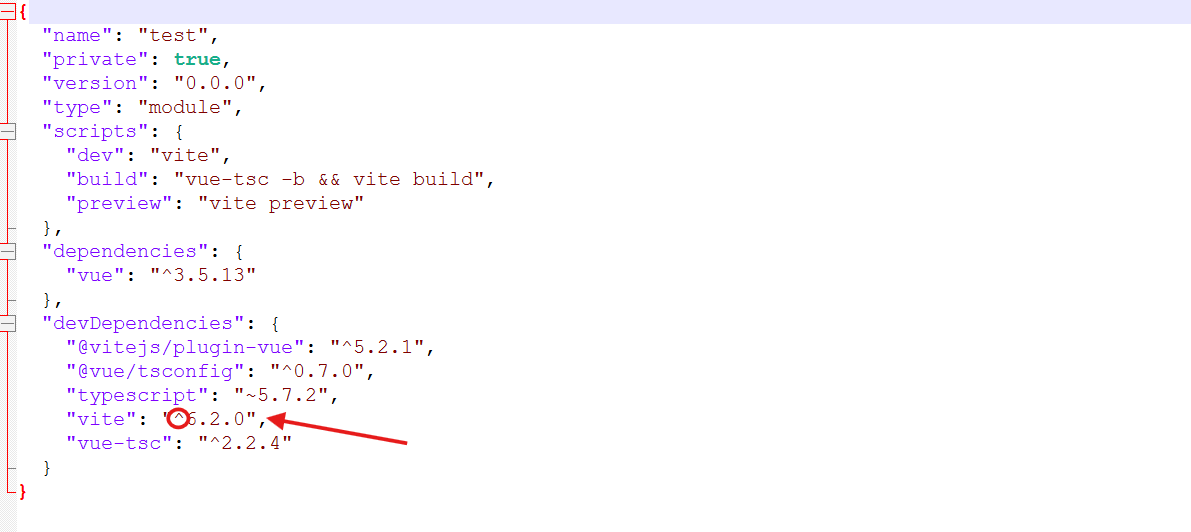 {
"name": "test",
"private": true,
"version": "0.0.0",
"type": "module",
"scripts": {
"dev": "vite",
"build": "vue-tsc -b && vite build",
"preview": "vite preview"
},
"dependencies": {
"vue": "^3.5.13"
},
"devDependencies": {
"@vitejs/plugin-vue": "^5.2.1",
"@vue/tsconfig": "^0.7.0",
"typescript": "~5.7.2",
"vite": "^6.2.0",
"vue-tsc": "^2.2.4"
}
}